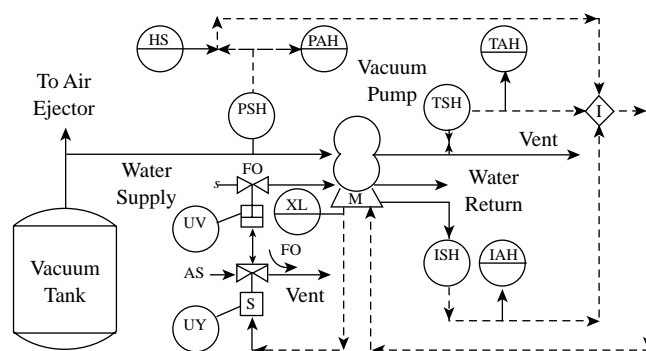 HS
PAH
TAH
To Air
Ejector
Vacuum
Pump
PSH
TSH
I
Vent
Water
Supply
FO
s
XL
M
Water
Return
UV
FO
ISH
IAH
Vacuum
Tank
AS
Vent
S
UY